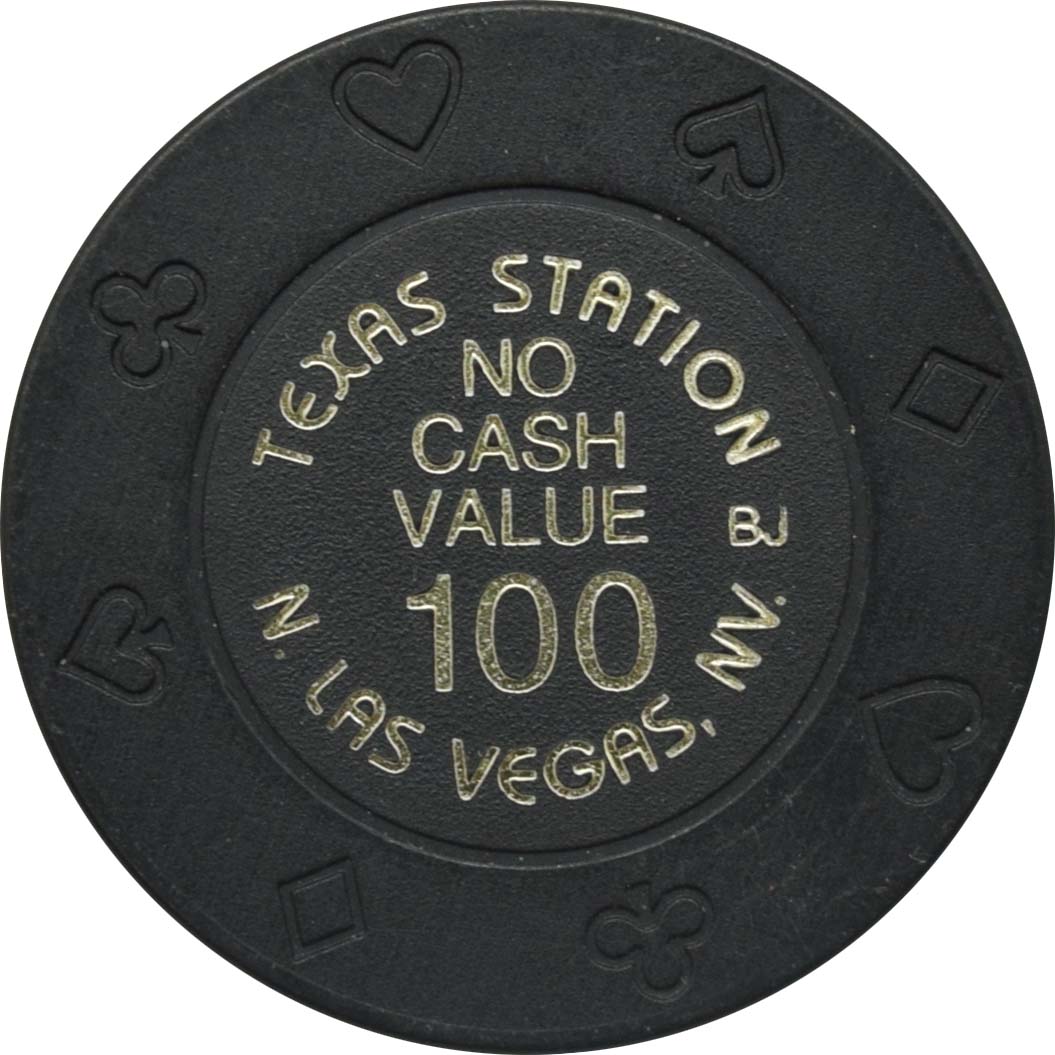 TEXAS STATION
NO
CASH
VALUE
BJ
100
N. LAS VEGAS, NV.